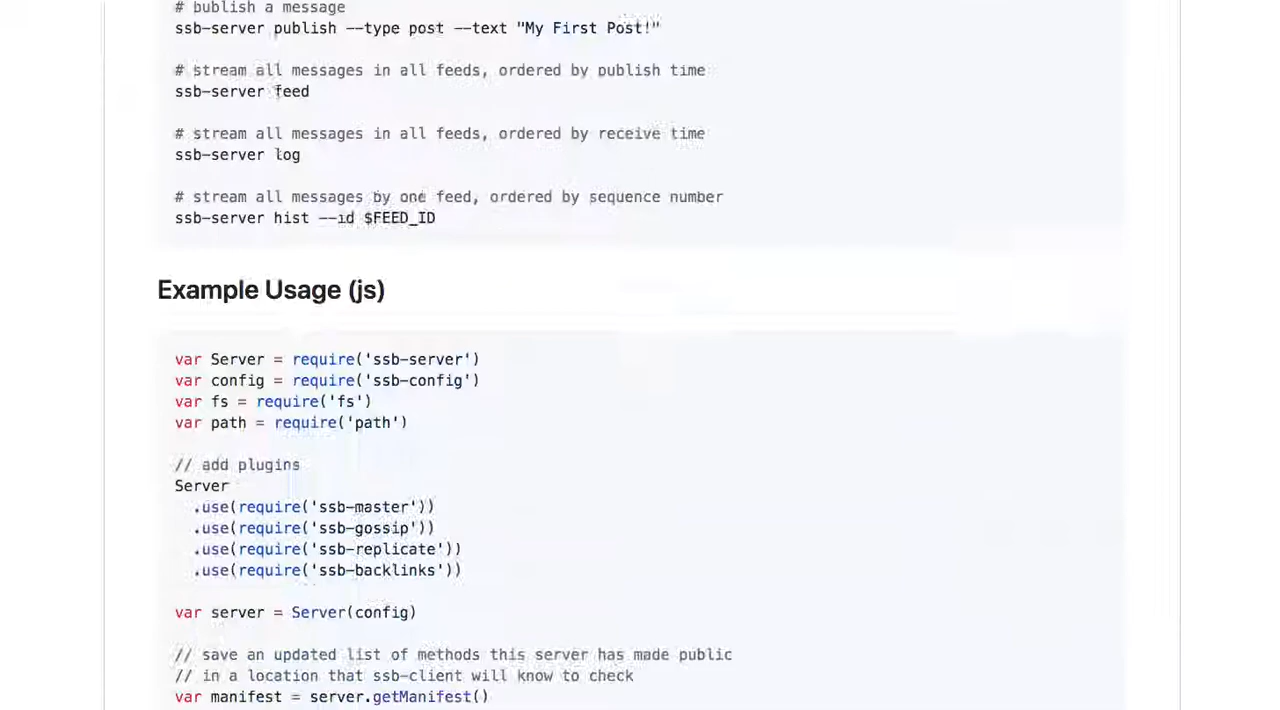 # publish a message
ssb-server publish --type post --text "My First Post!"
# stream all messages in all feeds, ordered by publish time
ssb-server feed
# stream all messages in all feeds, ordered by receive time
ssb-server log
# stream all messages by one feed, ordered by sequence number
ssb-server hist --id $FEED_ID
Example Usage (js)
var Server = require('ssb-server')
var config = require('ssb-config')
var fs = require('fs')
var path = require('path')
// add plugins
Server
  .use(require('ssb-master'))
  .use(require('ssb-gossip'))
  .use(require('ssb-replicate'))
  .use(require('ssb-backlinks'))
var server = Server(config)
// save an updated list of methods this server has made public
// in a location that ssb-client will know to check
var manifest = server.getManifest()